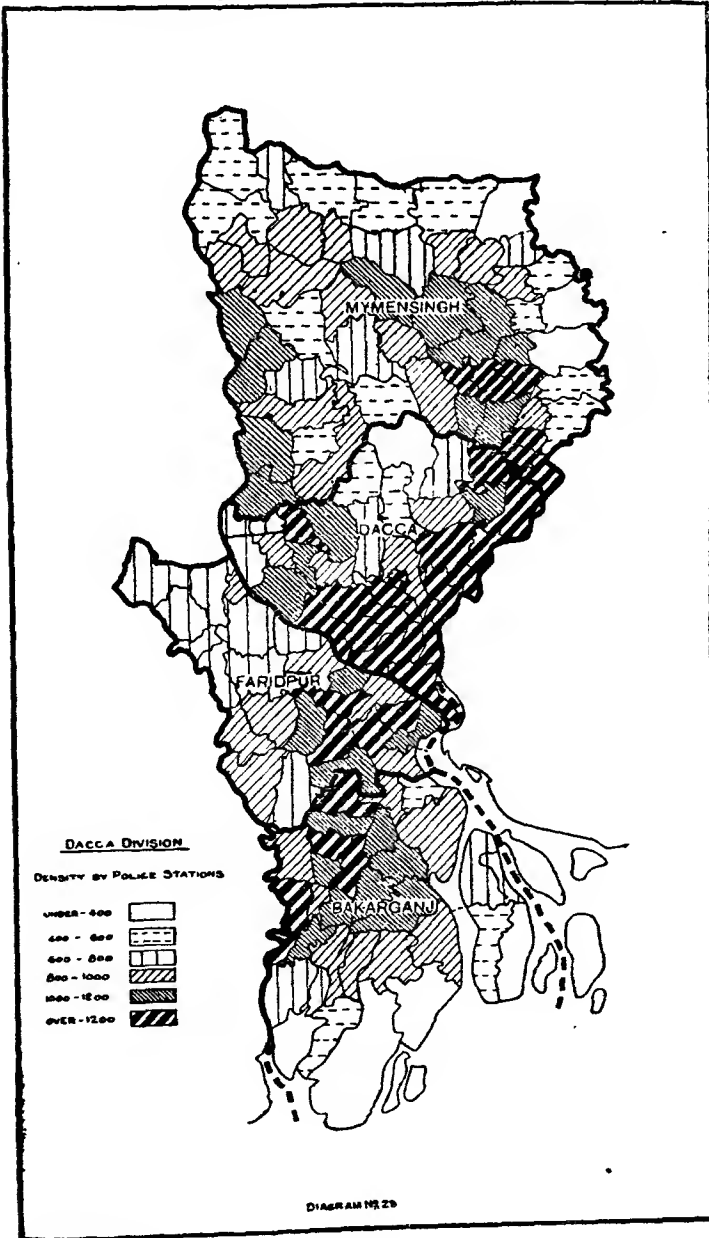 MYMENSINGH
DACCA
FARIDPUR
BAKARGANJ
DACCA DIVISION
DENSITY BY POLICE STATIONS
UNDER-400
400 - 600
600 - 800
800 - 1000
1000 - 1200
OVER - 1200
DIAGRAM Nº 23